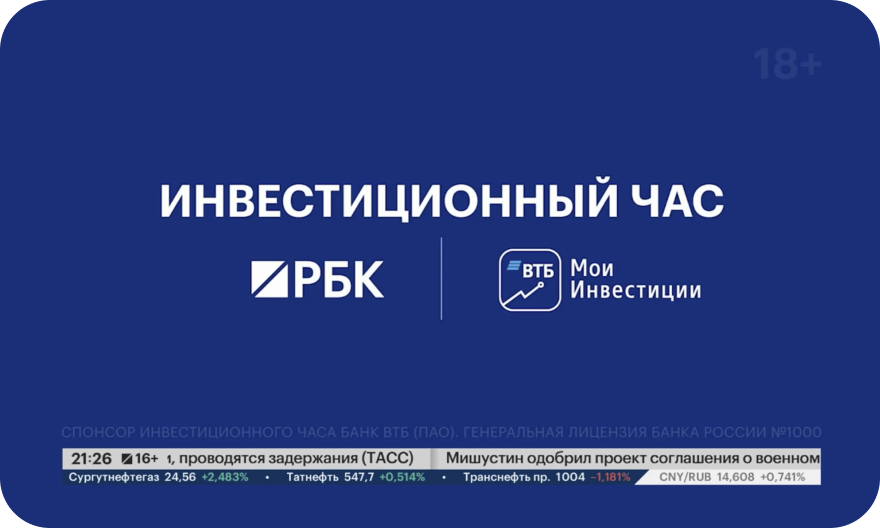 18+
ИНВЕСТИЦИОННЫЙ ЧАС
РБК
ВТБ
Мои
Инвестиции
СПОНСОР ИНВЕСТИЦИОННОГО ЧАСА БАНК ВТБ (ПАО). ГЕНЕРАЛЬНАЯ ЛИЦЕНЗИЯ БАНКА РОССИИ №1000
21:26 16+ , проводятся задержания (ТАСС) Мишустин одобрил проект соглашения о военном
Сургутнефтегаз 24,56 +2,483% • Татнефть 547,7 +0,514% • Транснефть пр. 1004 -1,181% CNY/RUB 14,608 +0,741%